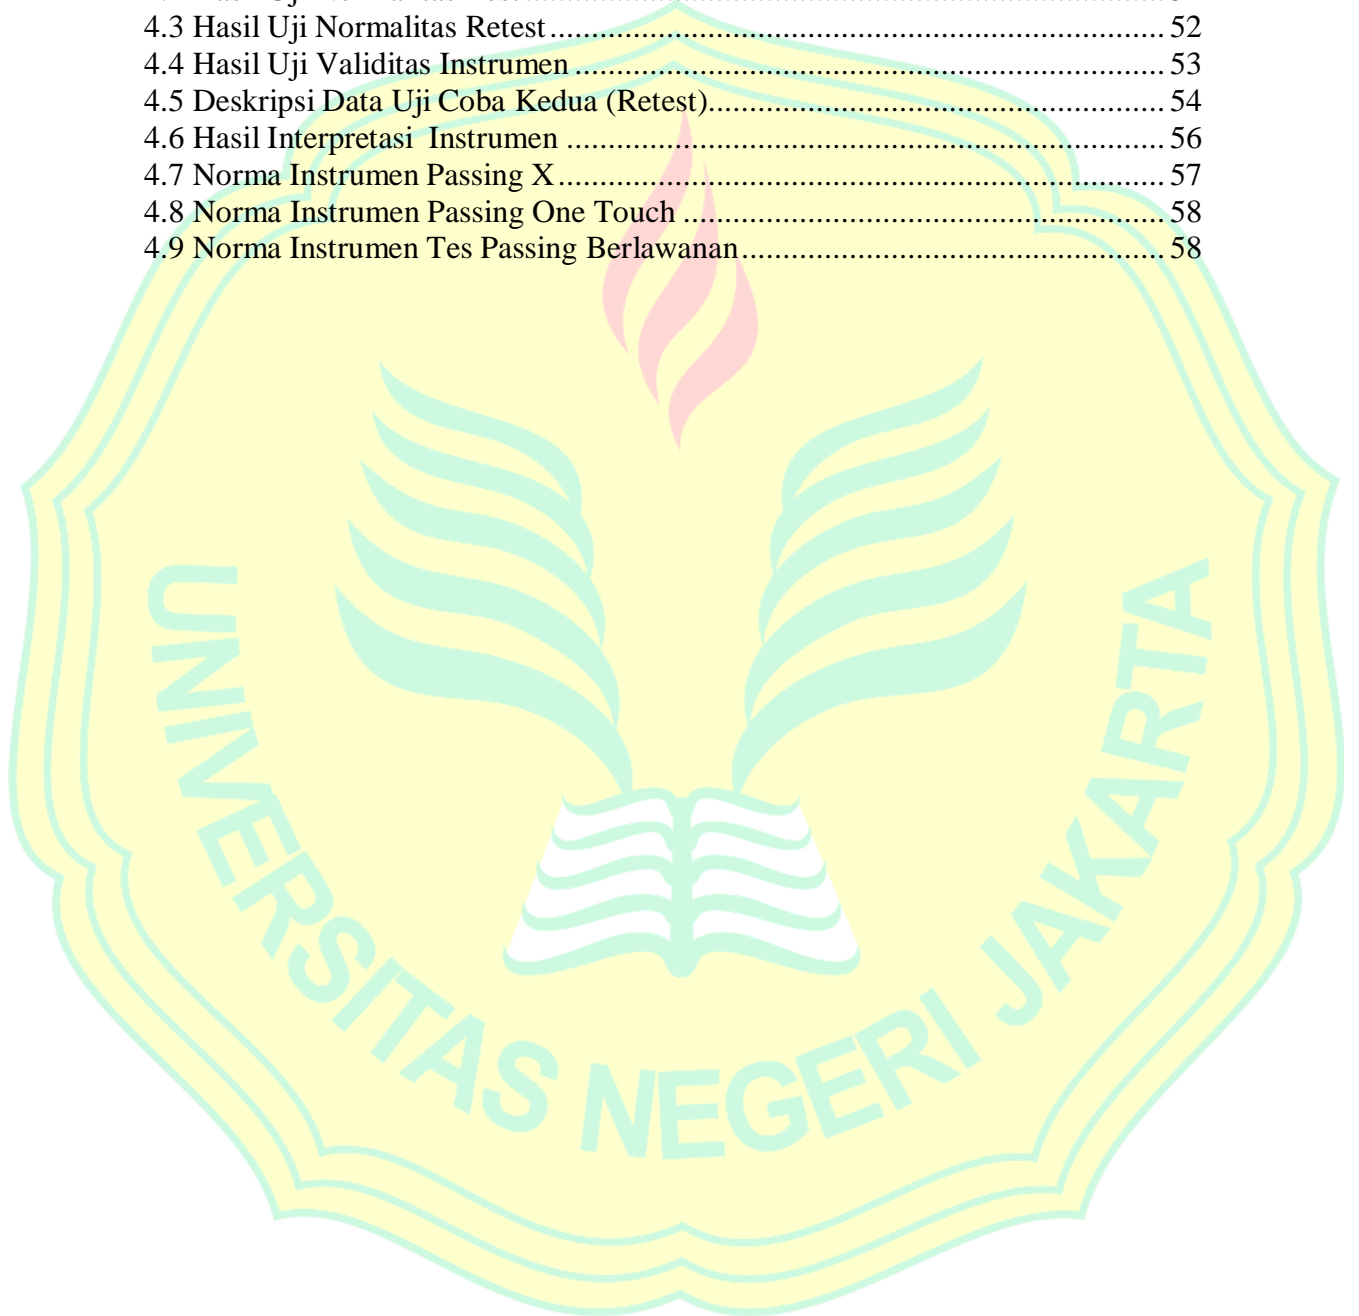 4.3 Hasil Uji Normalitas Retest.............................................................................. 52
4.4 Hasil Uji Validitas Instrumen........................................................................... 53
4.5 Deskripsi Data Uji Coba Kedua (Retest)....................................................... 54
4.6 Hasil Interpretasi  Instrumen ............................................................................ 56
4.7 Norma Instrumen Passing X............................................................................. 57
4.8 Norma Instrumen Passing One Touch .......................................................... 58
4.9 Norma Instrumen Tes Passing Berlawanan................................................... 58
UNIVERSITAS NEGERI JAKARTA